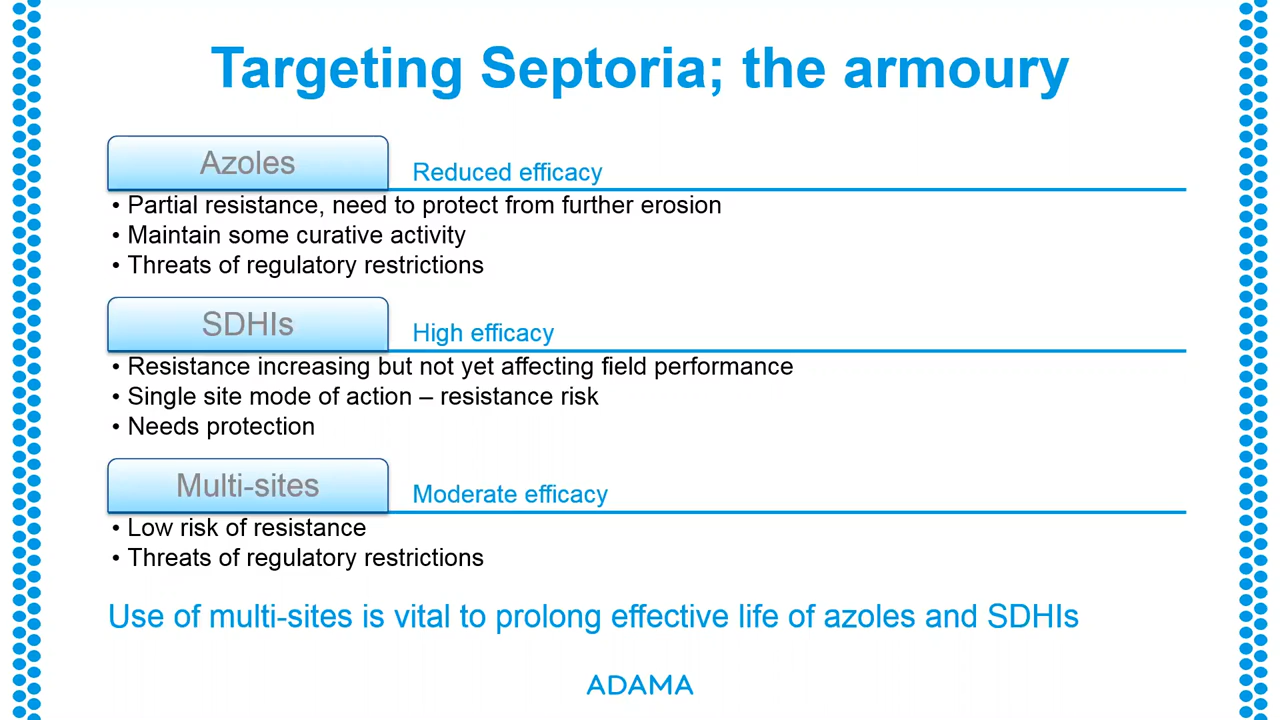 Targeting Septoria; the armoury
Azoles
Reduced efficacy
• Partial resistance, need to protect from further erosion
• Maintain some curative activity
• Threats of regulatory restrictions
SDHIs
High efficacy
• Resistance increasing but not yet affecting field performance
• Single site mode of action – resistance risk
• Needs protection
Multi-sites
Moderate efficacy
• Low risk of resistance
• Threats of regulatory restrictions
Use of multi-sites is vital to prolong effective life of azoles and SDHIs
ADAMA